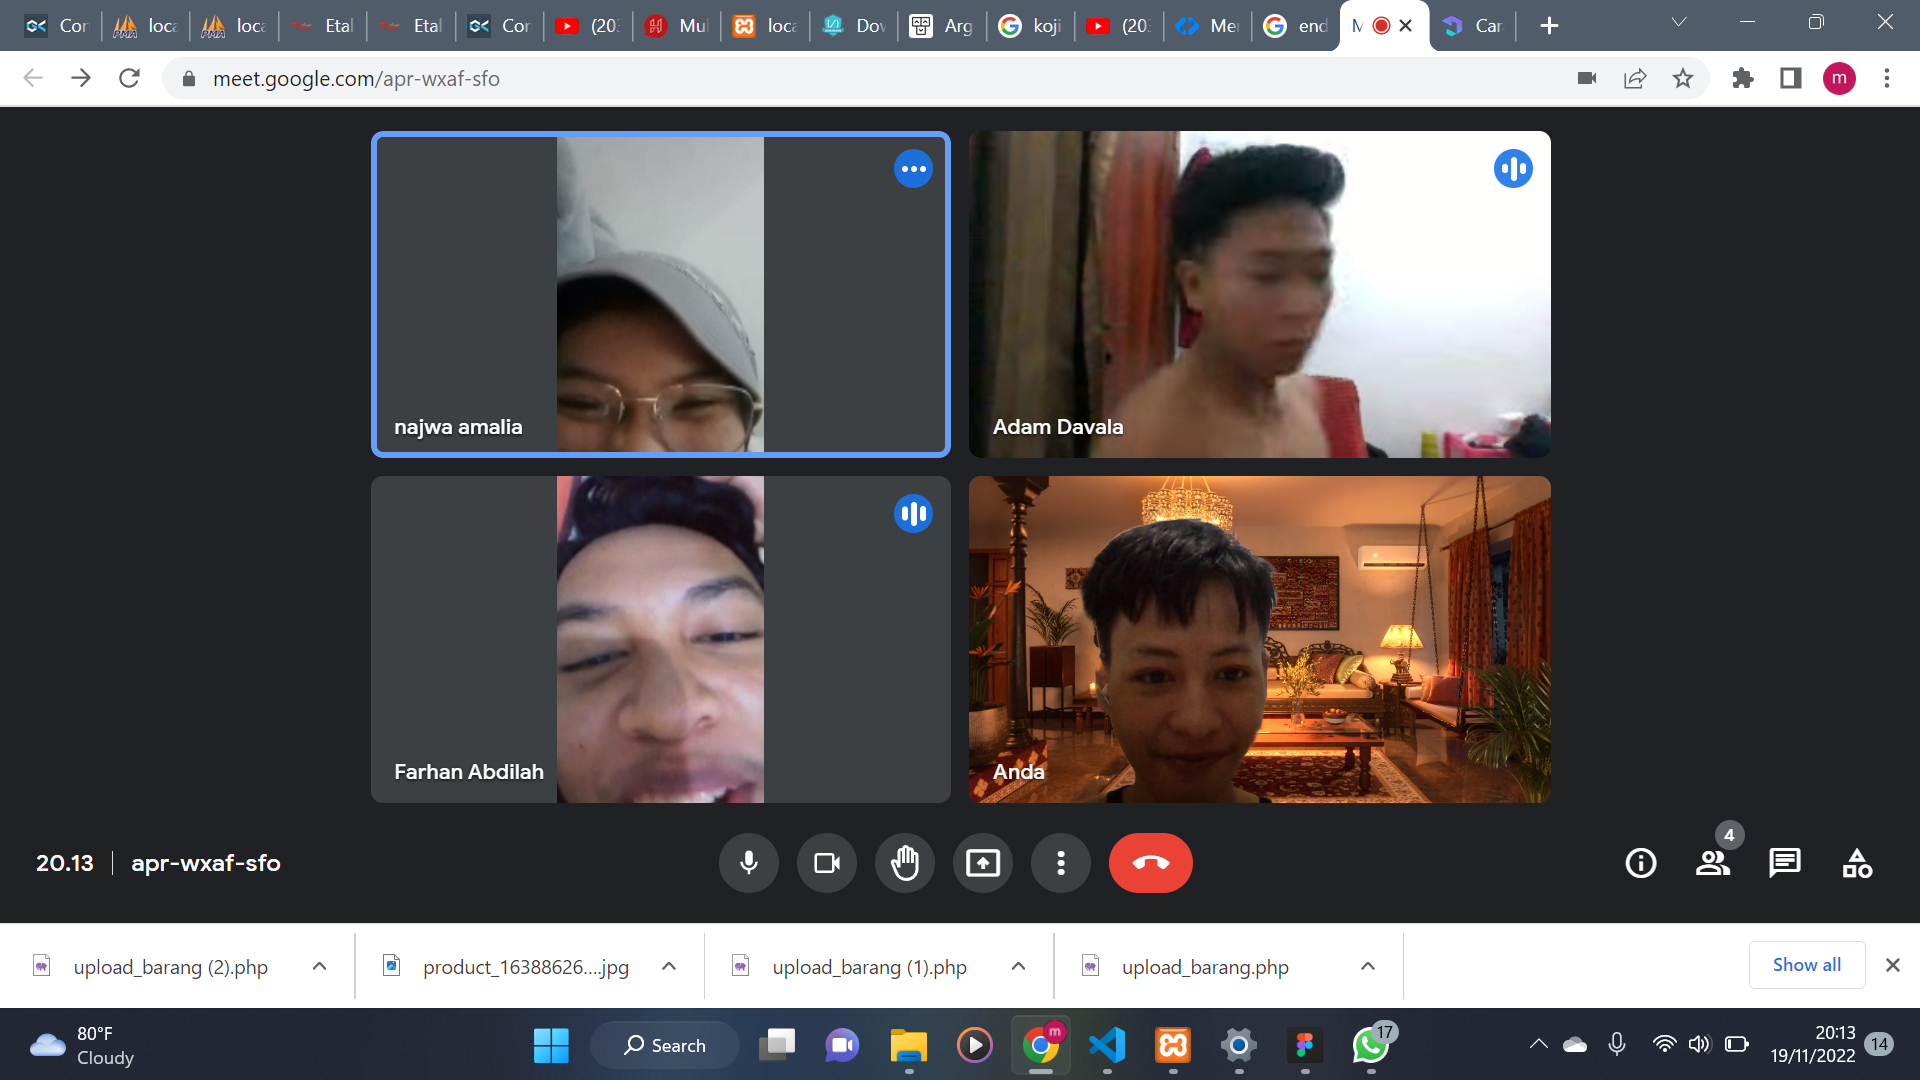 Cor
loca
loca
Etal
Etal
Cor
(203
Mul
loca
Dov
Arg
koji
(203
Mer
end
M
Car
meet.google.com/apr-wxaf-sfo
m
najwa amalia
Adam Davala
Farhan Abdilah
Anda
20.13
apr-wxaf-sfo
4
upload_barang (2).php
product_16388626....jpg
upload_barang (1).php
upload_barang.php
Show all
80°F
Cloudy
Search
m
17
20:13
19/11/2022
14